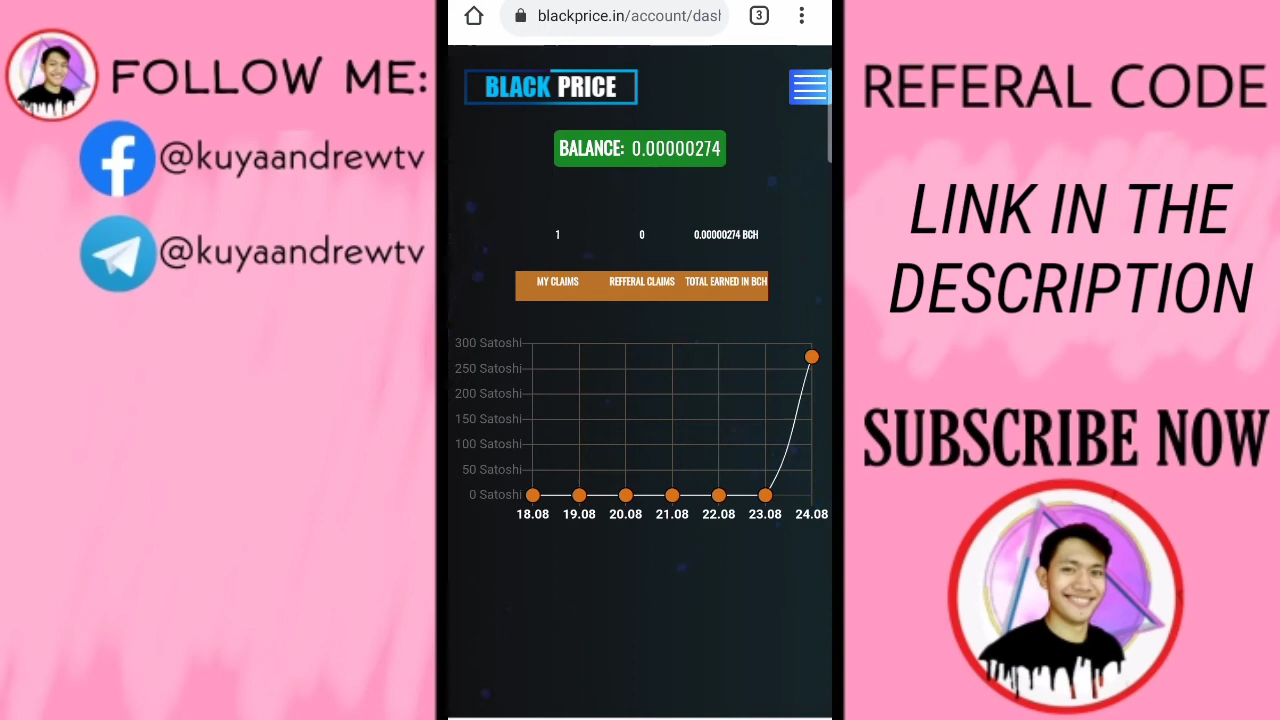 FOLLOW ME:
@kuyaandrewtv
@kuyaandrewtv
3
blackprice.in/account/das
BLACK PRICE
BALANCE: 0.00000274
1 0 0.00000274 BCH
MY CLAIMS REFFERAL CLAIMS TOTAL EARNED IN BCH
300 Satoshi
250 Satoshi
200 Satoshi
150 Satoshi
100 Satoshi
50 Satoshi
0 Satoshi
18.08 19.08 20.08 21.08 22.08 23.08 24.08
REFERAL CODE
LINK IN THE
DESCRIPTION
SUBSCRIBE NOW